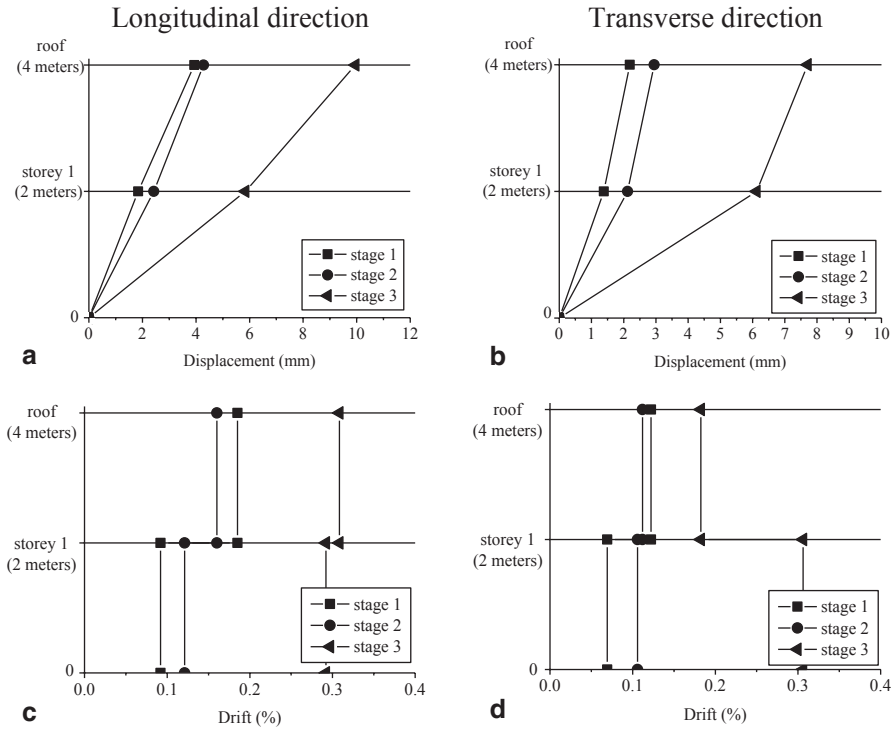 Longitudinal direction
roof
(4 meters)
storey 1
(2 meters)
0
stage 1
stage 2
stage 3
0 2 4 6 8 10 12
a
Displacement (mm)
Transverse direction
roof
(4 meters)
storey 1
(2 meters)
0
stage 1
stage 2
stage 3
0 1 2 3 4 5 6 7 8 9 10
b
Displacement (mm)
roof
(4 meters)
storey 1
(2 meters)
0
stage 1
stage 2
stage 3
0.0 0.1 0.2 0.3 0.4
c
Drift (%)
roof
(4 meters)
storey 1
(2 meters)
0
stage 1
stage 2
stage 3
0.0 0.1 0.2 0.3 0.4
d
Drift (%)